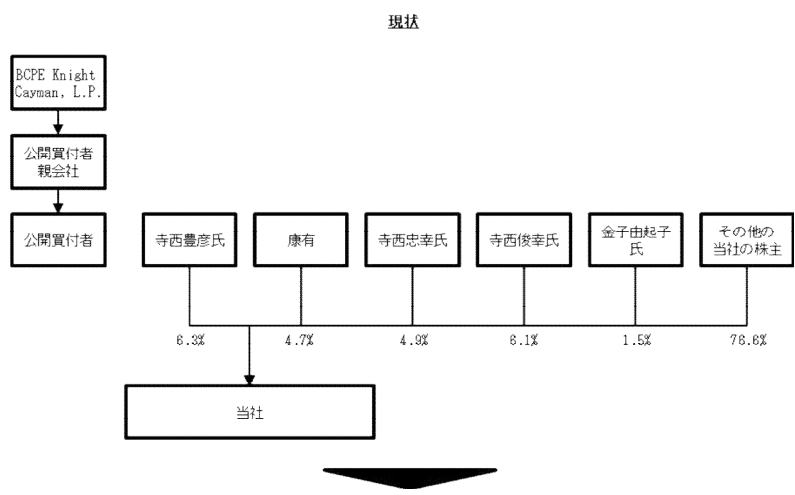 現状
BCPE Knight
Cayman, L.P.
公開買付者
親会社
公開買付者
寺西豊彦氏
康有
寺西忠幸氏
寺西俊幸氏
金子由起子
氏
その他の
当社の株主
6.3%
4.7%
4.9%
6.1%
1.5%
76.6%
当社